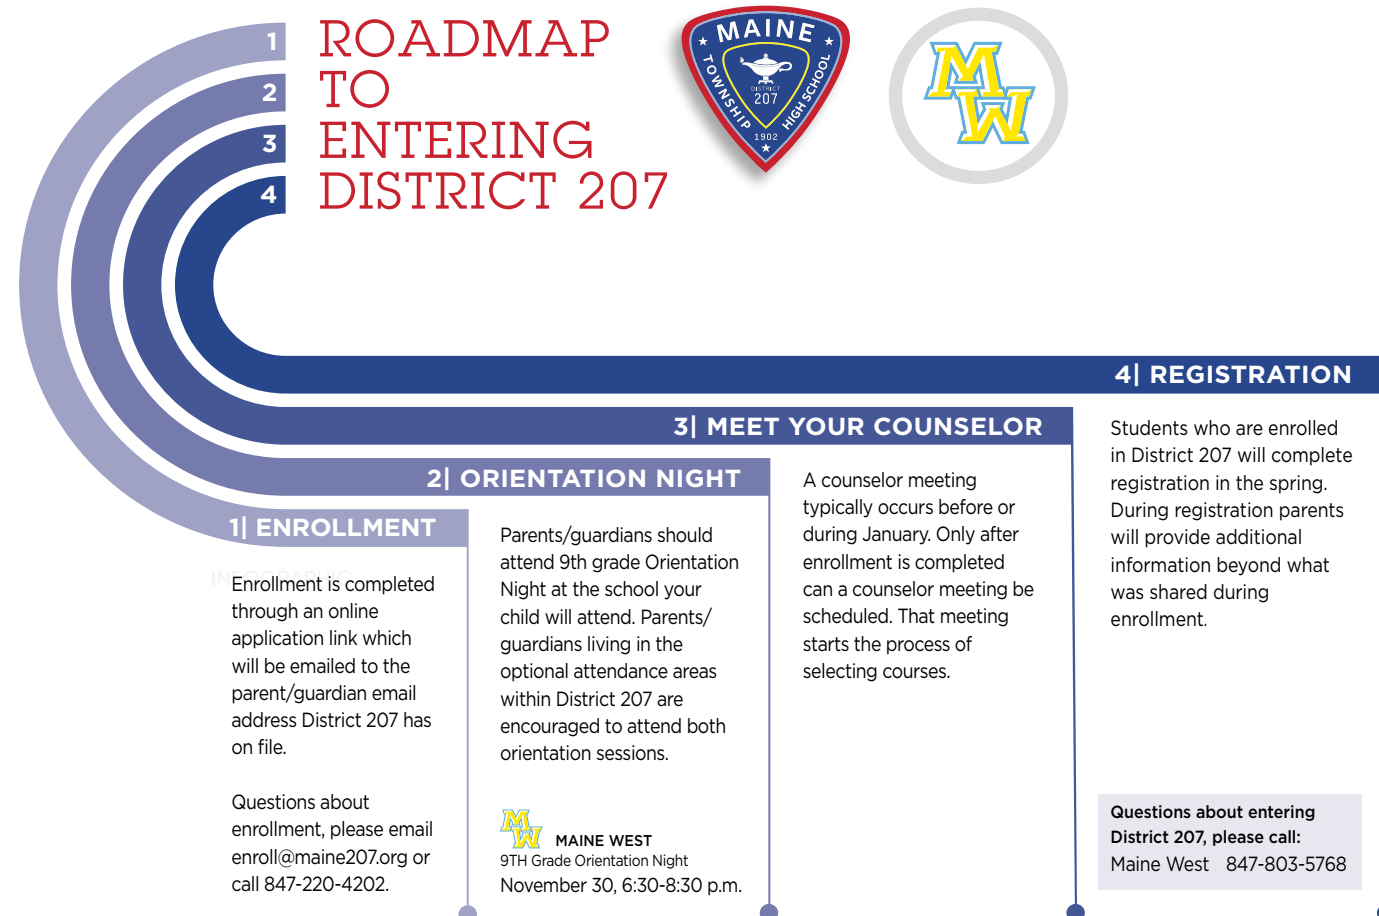 1
2
3
4
ROADMAP
TO
ENTERING
DISTRICT 207
MAINE
TOWNSHIP
HIGH SCHOOL
DISTRICT
207
1902
MW
4| REGISTRATION
Students who are enrolled
in District 207 will complete
registration in the spring.
During registration parents
will provide additional
information beyond what
was shared during
enrollment.
3| MEET YOUR COUNSELOR
A counselor meeting
typically occurs before or
during January. Only after
enrollment is completed
can a counselor meeting be
scheduled. That meeting
starts the process of
selecting courses.
2| ORIENTATION NIGHT
Parents/guardians should
attend 9th grade Orientation
Night at the school your
child will attend. Parents/
guardians living in the
optional attendance areas
within District 207 are
encouraged to attend both
orientation sessions.
MW
MAINE WEST
9TH Grade Orientation Night
November 30, 6:30-8:30 p.m.
1| ENROLLMENT
INFOGRAPHIC
Enrollment is completed
through an online
application link which
will be emailed to the
parent/guardian email
address District 207 has
on file.
Questions about
enrollment, please email
enroll@maine207.org or
call 847-220-4202.
Questions about entering
District 207, please call:
Maine West 847-803-5768